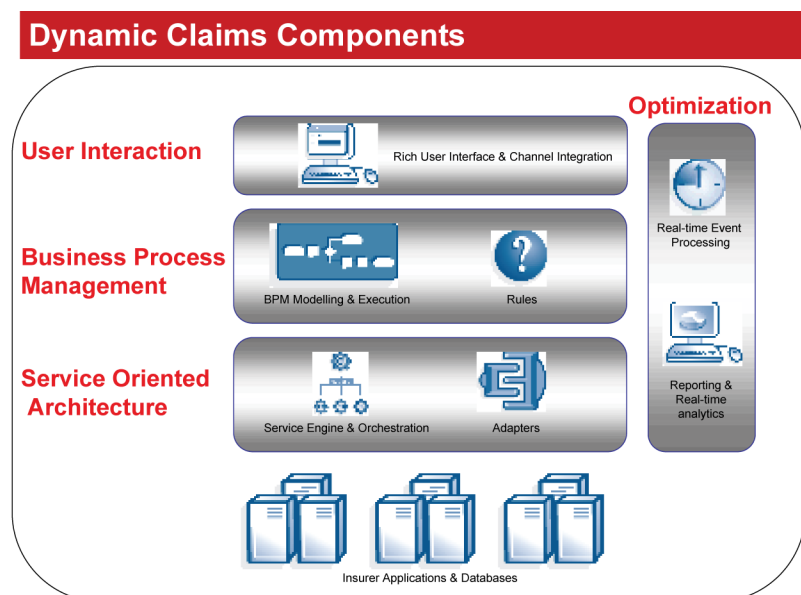 Dynamic Claims Components
Optimization
User Interaction
Rich User Interface & Channel Integration
Real-time Event
Processing
Business Process
Management
BPM Modelling & Execution
Rules
Reporting &
Real-time
analytics
Service Oriented
Architecture
Service Engine & Orchestration
Adapters
Insurer Applications & Databases